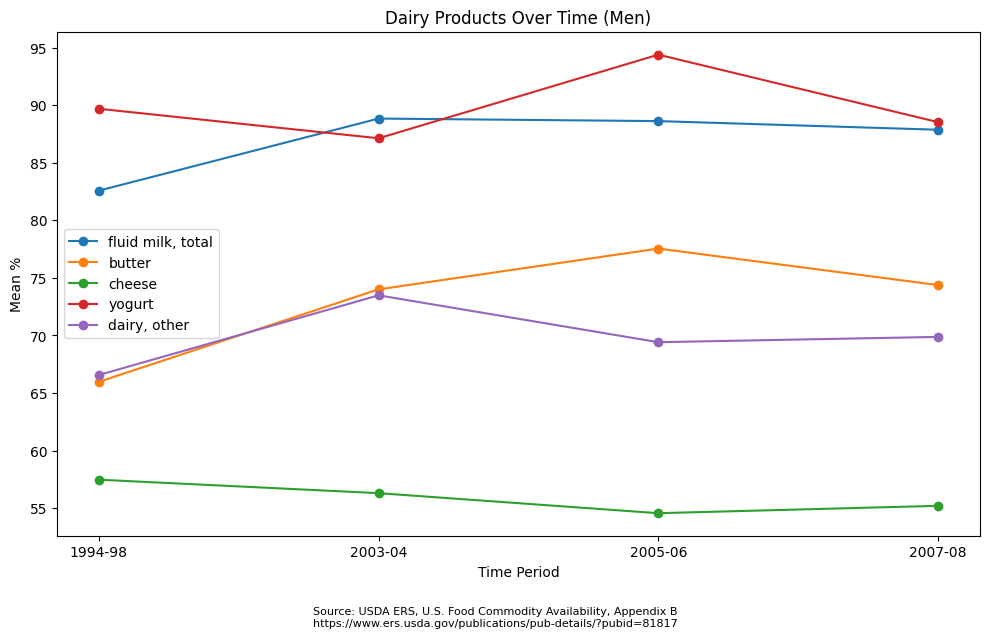 Dairy Products Over Time (Men)
Mean %
95
90
85
80
75
70
65
60
55
fluid milk, total
butter
cheese
yogurt
dairy, other
1994-98
2003-04
2005-06
2007-08
Time Period
Source: USDA ERS, U.S. Food Commodity Availability, Appendix B
https://www.ers.usda.gov/publications/pub-details/?pubid=81817